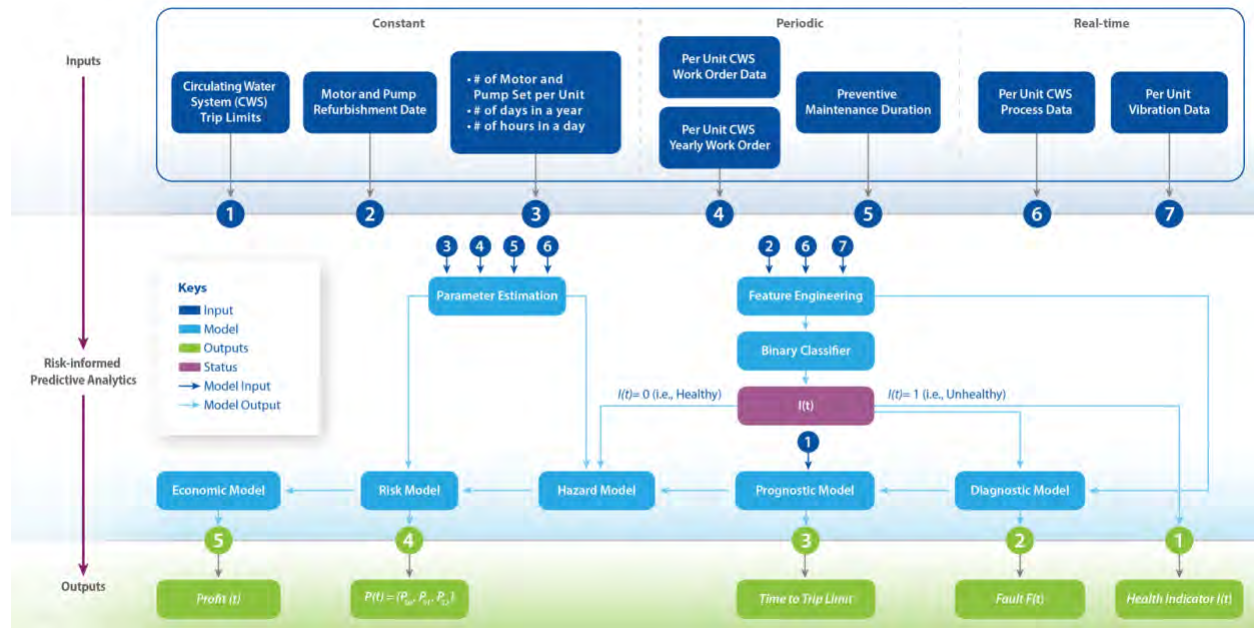 Constant
Periodic
Real-time
Inputs
Circulating Water
System (CWS)
Trip Limits
Motor and Pump
Refurbishment Date
• # of Motor and
Pump Set per Unit
• # of days in a year
• # of hours in a day
Per Unit CWS
Work Order Data
Per Unit CWS
Yearly Work Order
Preventive
Maintenance Duration
Per Unit CWS
Process Data
Per Unit
Vibration Data
1
2
3
4
5
6
7
3
4
5
6
2
6
7
Keys
Input
Model
Outputs
Status
Model Input
Model Output
Parameter Estimation
Feature Engineering
Binary Classifier
Risk-informed
Predictive Analytics
I(t)= 0 (i.e., Healthy)
I(t)
I(t)= 1 (i.e., Unhealthy)
1
Economic Model
Risk Model
Hazard Model
Prognostic Model
Diagnostic Model
5
4
3
2
1
Outputs
Profit (t)
P(t) =
Time to Trip Limit
Fault F(t)
Health Indicator I(t)